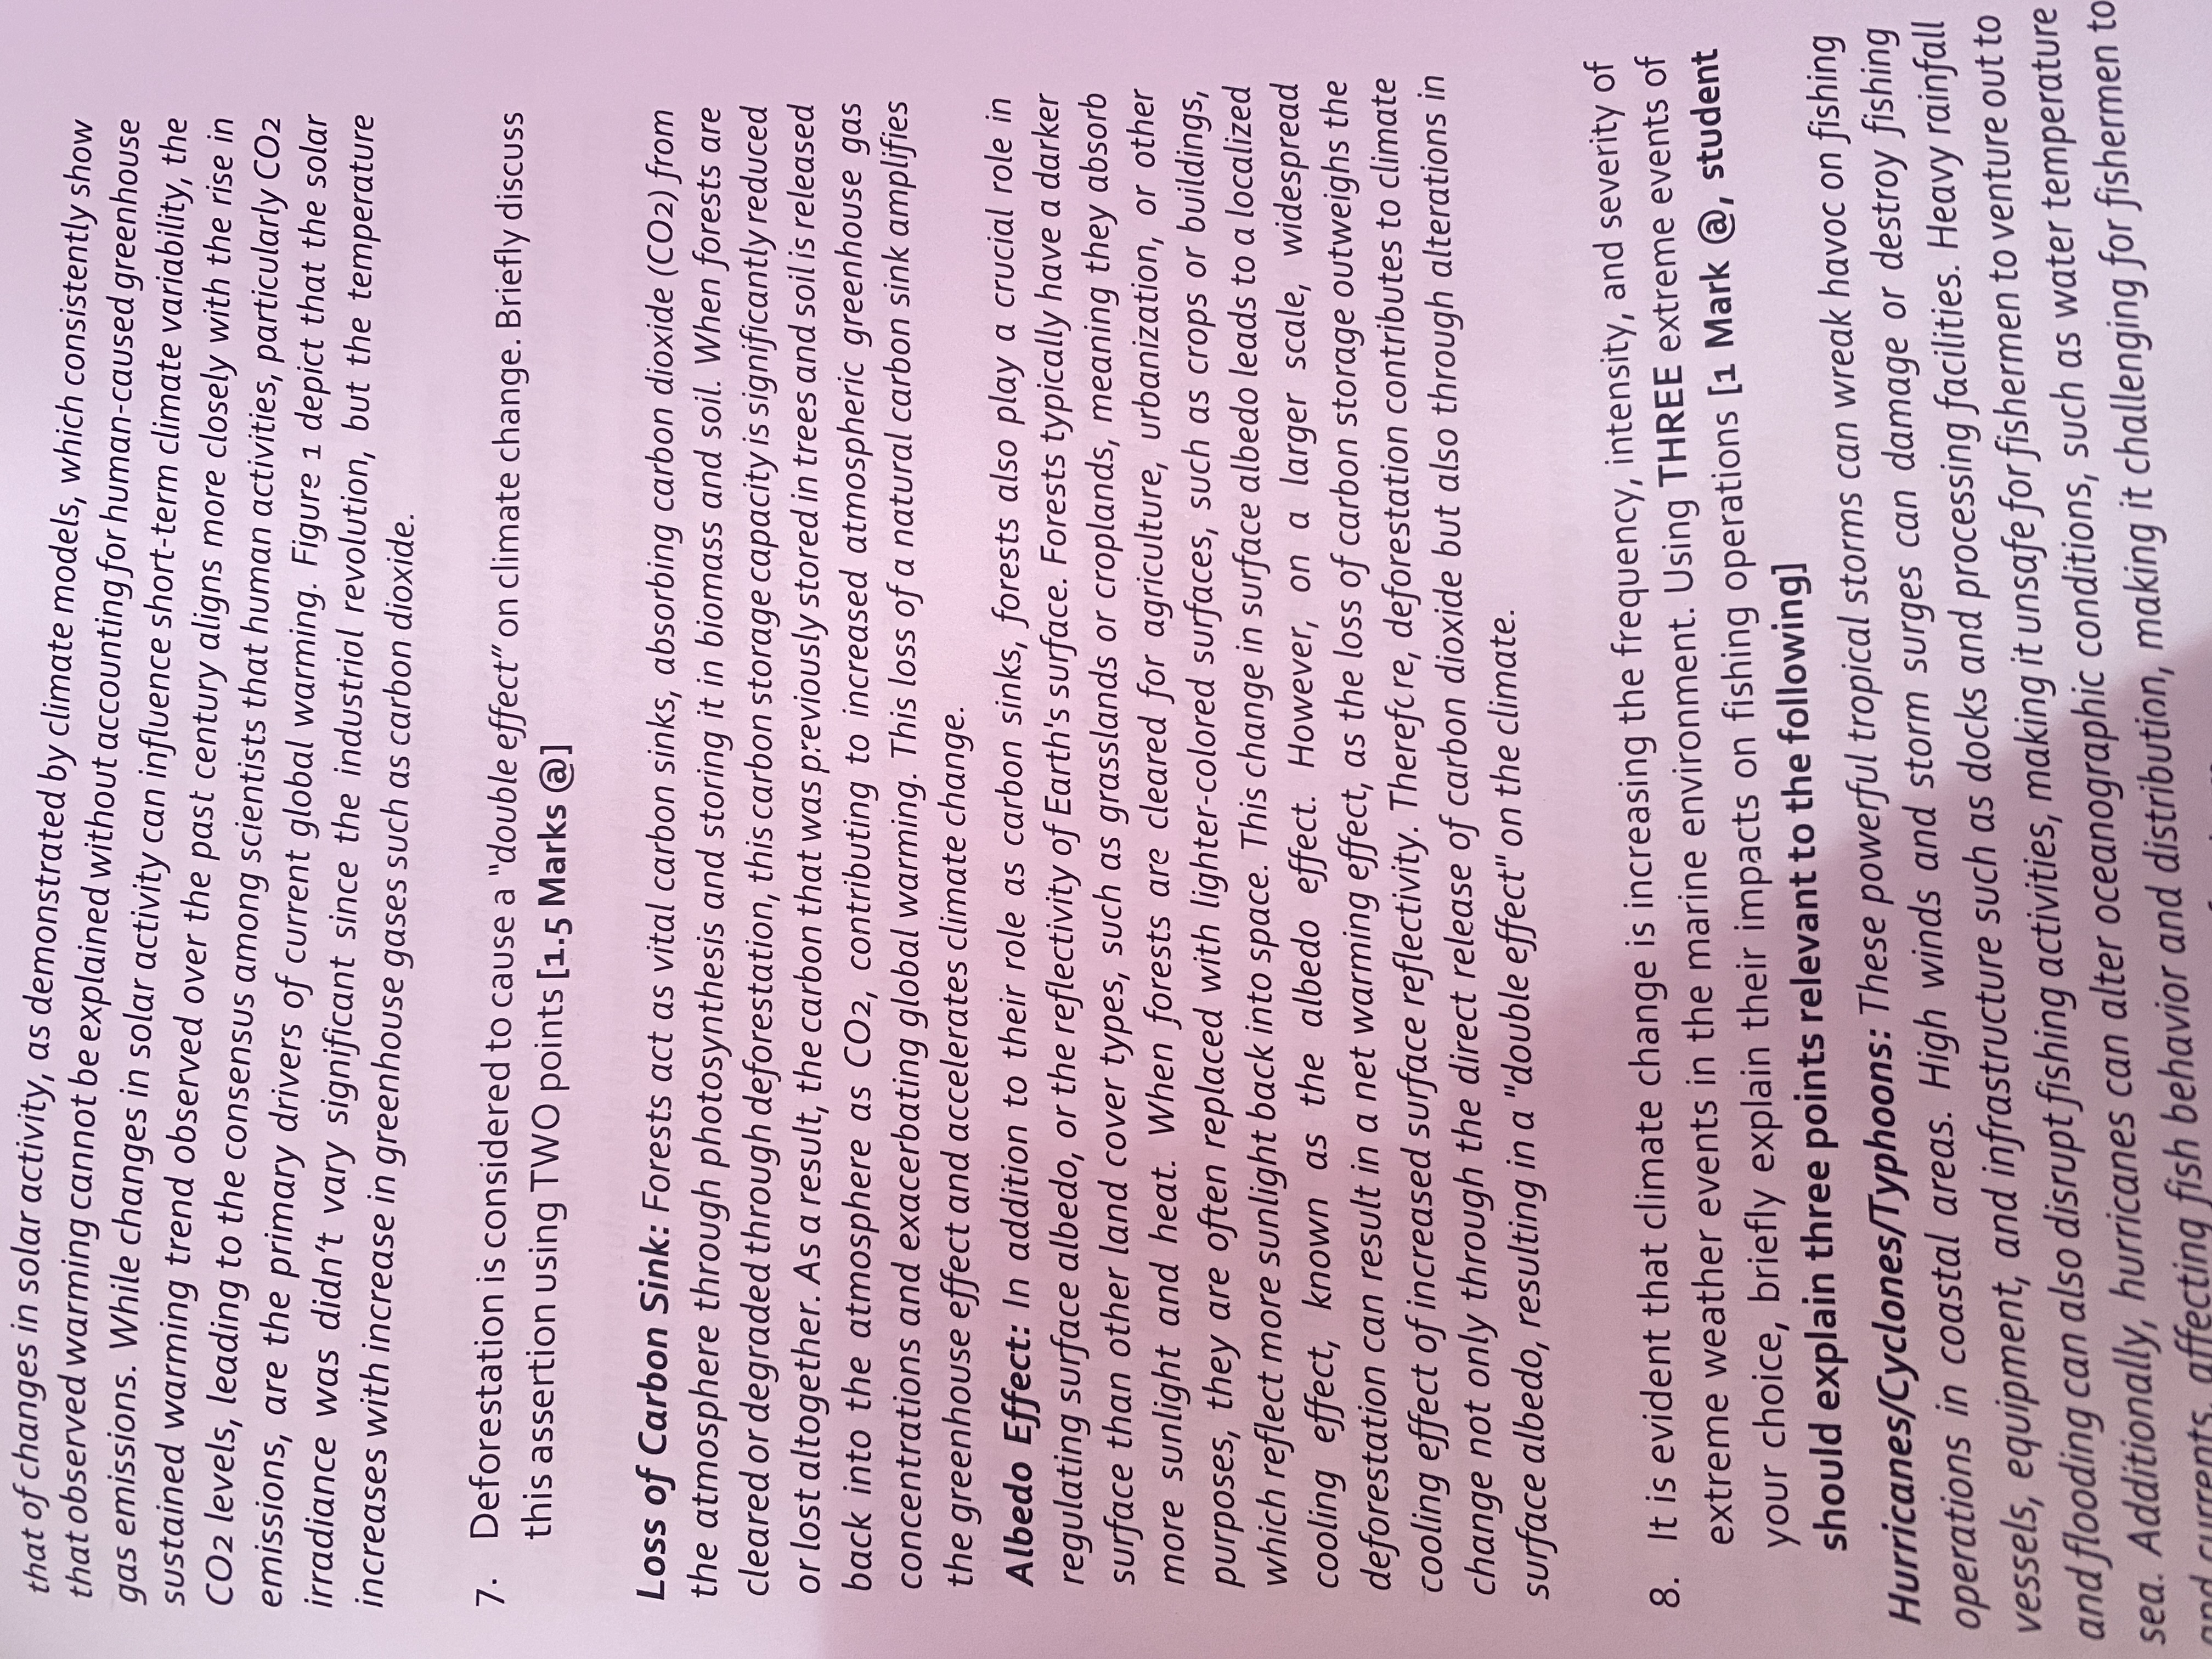 that of changes in solar activity, as demonstrated by climate models, which consistently show
that observed warming cannot be explained without accounting for human-caused greenhouse
gas emissions. While changes in solar activity can influence short-term climate variability, the
sustained warming trend observed over the past century aligns more closely with the rise in
CO2 levels, leading to the consensus among scientists that human activities, particularly CO2
emissions, are the primary drivers of current global warming. Figure 1 depict that the solar
irradiance was didn't vary significant since the industrial revolution, but the temperature
increases with increase in greenhouse gases such as carbon dioxide.
7. Deforestation is considered to cause a "double effect" on climate change. Briefly discuss
this assertion using TWO points [1.5 Marks @]
Loss of Carbon Sink: Forests act as vital carbon sinks, absorbing carbon dioxide (CO2) from
the atmosphere through photosynthesis and storing it in biomass and soil. When forests are
cleared or degraded through deforestation, this carbon storage capacity is significantly reduced
or lost altogether. As a result, the carbon that was previously stored in trees and soil is released
back into the atmosphere as CO2, contributing to increased atmospheric greenhouse gas
concentrations and exacerbating global warming. This loss of a natural carbon sink amplifies
the greenhouse effect and accelerates climate change.
Albedo Effect: In addition to their role as carbon sinks, forests also play a crucial role in
regulating surface albedo, or the reflectivity of Earth's surface. Forests typically have a darker
surface than other land cover types, such as grasslands or croplands, meaning they absorb
more sunlight and heat. When forests are cleared for agriculture, urbanization, or other
purposes, they are often replaced with lighter-colored surfaces, such as crops or buildings,
which reflect more sunlight back into space. This change in surface albedo leads to a localized
cooling effect, known as the albedo effect. However, on a larger scale, widespread
deforestation can result in a net warming effect, as the loss of carbon storage outweighs the
cooling effect of increased surface reflectivity. Therefore, deforestation contributes to climate
change not only through the direct release of carbon dioxide but also through alterations in
surface albedo, resulting in a "double effect" on the climate.
8. It is evident that climate change is increasing the frequency, intensity, and severity of
extreme weather events in the marine environment. Using THREE extreme events of
your choice, briefly explain their impacts on fishing operations [1 Mark @, student
should explain three points relevant to the following]
Hurricanes/Cyclones/Typhoons: These powerful tropical storms can wreak havoc on fishing
operations in coastal areas. High winds and storm surges can damage or destroy fishing
vessels, equipment, and infrastructure such as docks and processing facilities. Heavy rainfall
and flooding can also disrupt fishing activities, making it unsafe for fishermen to venture out to
sea. Additionally, hurricanes can alter oceanographic conditions, such as water temperature
and currents, affecting fish behavior and distribution, making it challenging for fishermen to